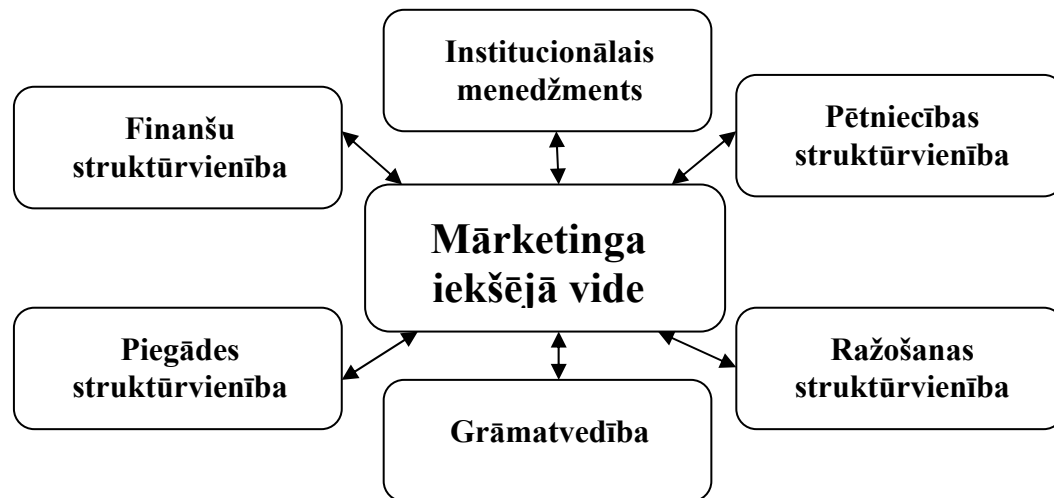 Institucionālais
menedžments
Finanšu
struktūrvienība
Pētniecības
struktūrvienība
Mārketinga
iekšējā vide
Piegādes
struktūrvienība
Ražošanas
struktūrvienība
Grāmatvedība